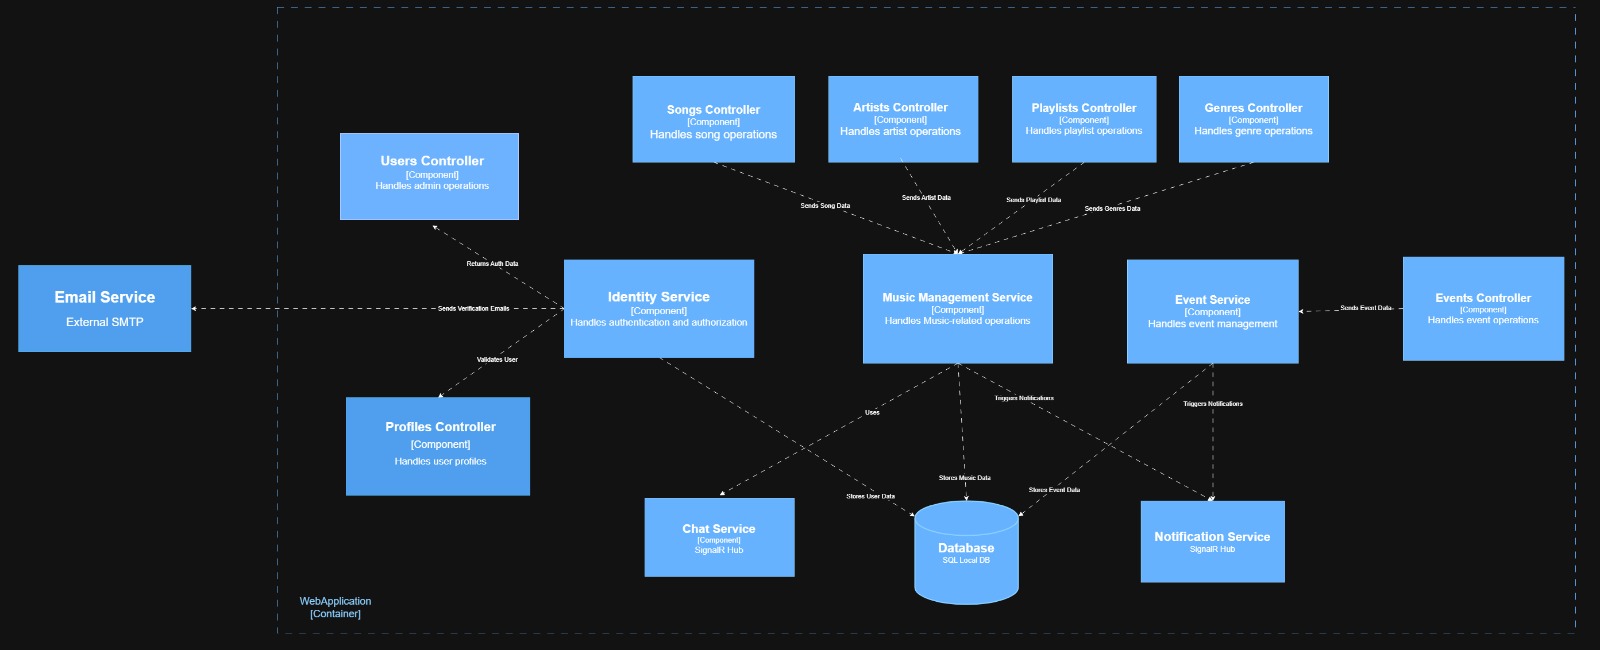 Songs Controller
[Component]
Handles song operations
Artists Controller
[Component]
Handles artist operations
Playlists Controller
[Component]
Handles playlist operations
Genres Controller
[Component]
Handles genre operations
Users Controller
[Component]
Handles admin operations
Sends Song Data
Sends Artist Data
Sends Playlist Data
Sends Genres Data
Returns Auth Data
Email Service
External SMTP
Sends Verification Emails
Identity Service
[Component]
Handles authentication and authorization
Music Management Service
[Component]
Handles Music-related operations
Event Service
[Component]
Handles event management
Sends Event Data
Events Controller
[Component]
Handles event operations
Validates User
Profiles Controller
[Component]
Handles user profiles
Uses
Triggers Notifications
Triggers Notifications
Stores User Data
Stores Music Data
Stores Event Data
Chat Service
[Component]
SignalR Hub
Database
SQL Local DB
Notification Service
SignalR Hub
WebApplication
[Container]